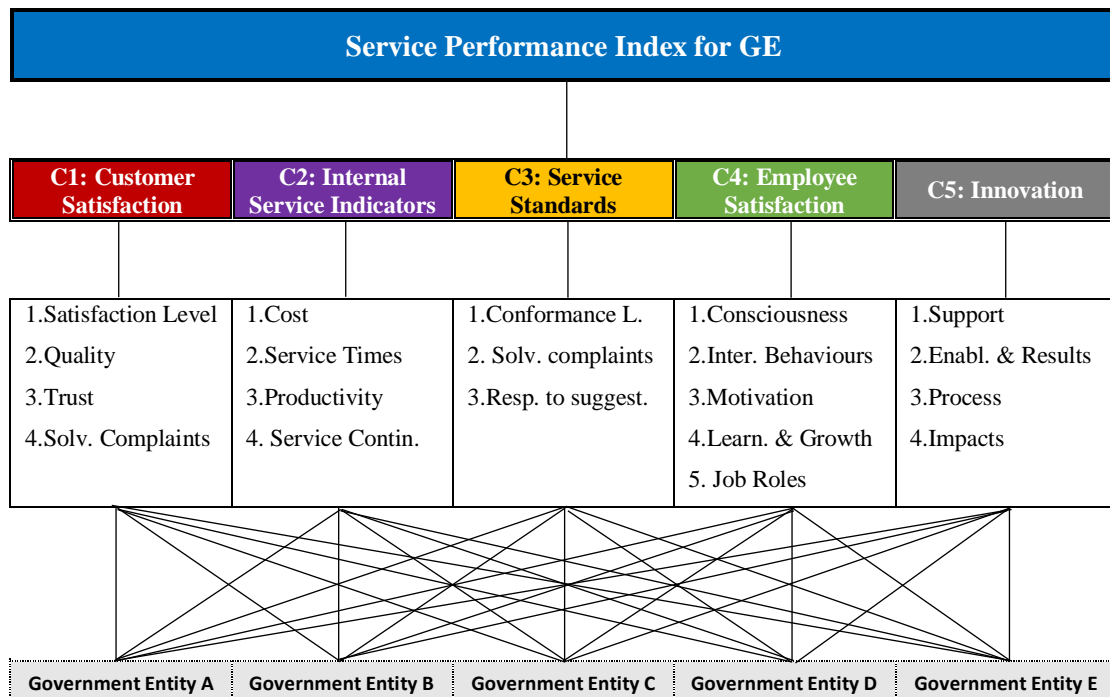 Service Performance Index for GE
C1: Customer
Satisfaction
C2: Internal
Service Indicators
C3: Service
Standards
C4: Employee
Satisfaction
C5: Innovation
1.Satisfaction Level
2.Quality
3.Trust
4.Solv. Complaints
1.Cost
2.Service Times
3.Productivity
4. Service Contin.
1.Conformance L.
2. Solv. complaints
3.Resp. to suggest.
1.Consciousness
2.Inter. Behaviours
3.Motivation
4.Learn. & Growth
5. Job Roles
1.Support
2.Enabl. & Results
3.Process
4.Impacts
Government Entity A
Government Entity B
Government Entity C
Government Entity D
Government Entity E